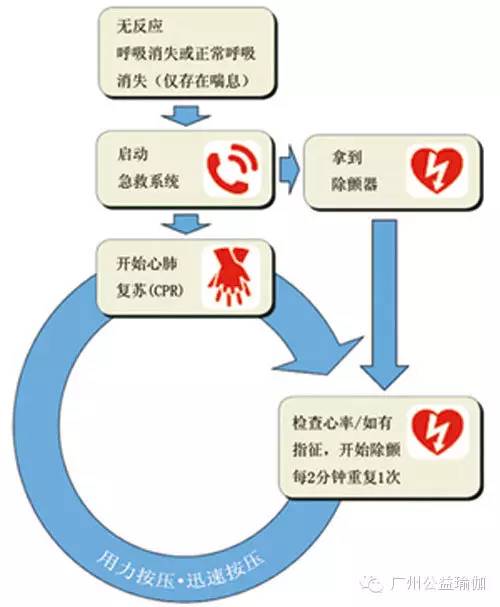 无反应
呼吸消失或正常呼吸
消失（仅存在喘息）
启动
急救系统
拿到
除颤器
开始心肺
复苏(CPR)
检查心率/如有
指征，开始除颤
每2分钟重复1次
用力按压·迅速按压
广州公益瑜伽